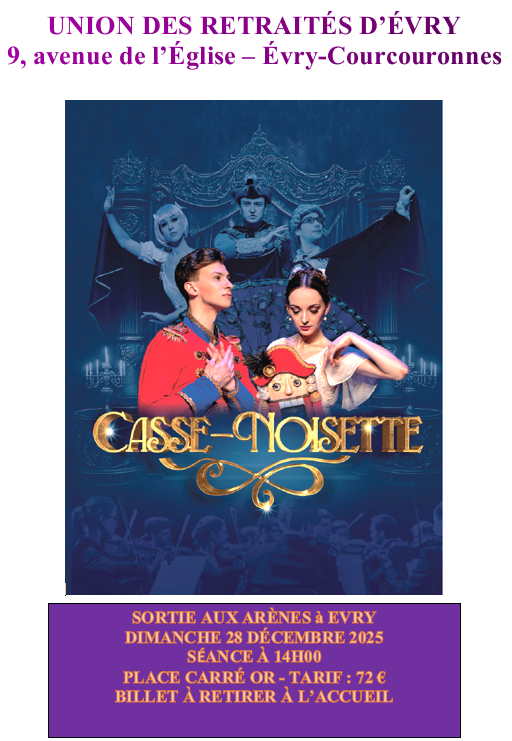 UNION DES RETRAITÉS D’ÉVRY
9, avenue de l’Église – Évry-Courcouronnes
CASSE-NOISETTE
SORTIE AUX ARÈNES à EVRY
DIMANCHE 28 DÉCEMBRE 2025
SÉANCE À 14H00
PLACE CARRÉ OR - TARIF : 72 €
BILLET À RETIRER À L’ACCUEIL